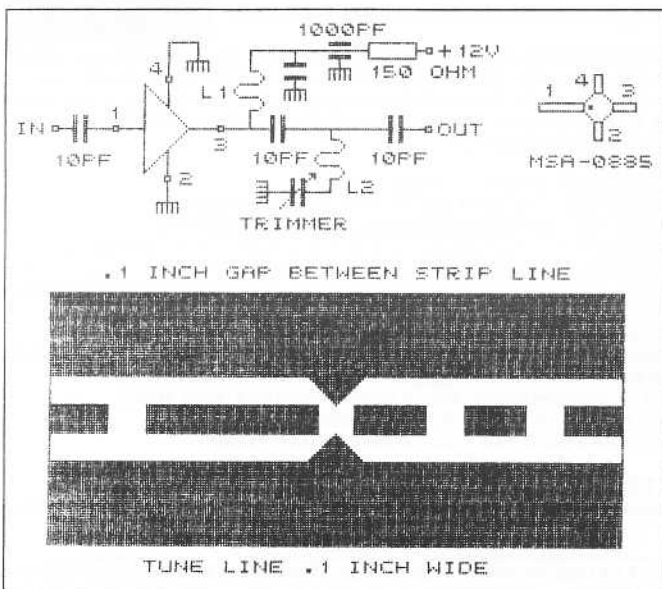 1000PF
+12V
150 OHM
4
L1
1
IN
OUT
3
10PF
10PF
10PF
2
L2
TRIMMER
4
1
3
2
MSA-0885
.1 INCH GAP BETWEEN STRIP LINE
TUNE LINE .1 INCH WIDE